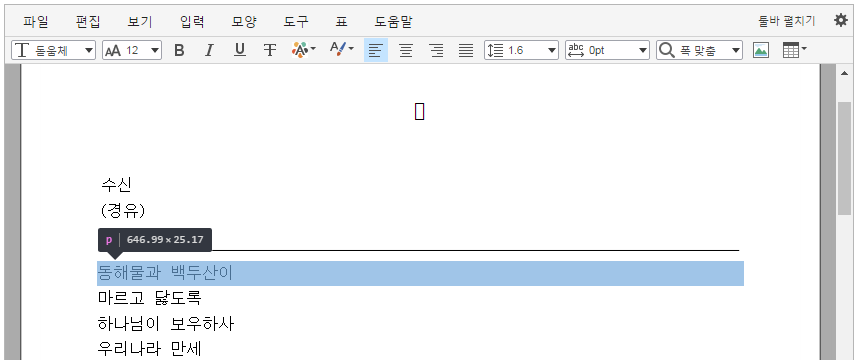 파일 편집 보기 입력 모양 도구 표 도움말 툴바 펼치기
돋움체 AA 12 B I U T A 1.6 abc 0pt 폭 맞춤
수신
(경유)
p 646.99×25.17
동해물과 백두산이
마르고 닳도록
하나님이 보우하사
우리나라 만세